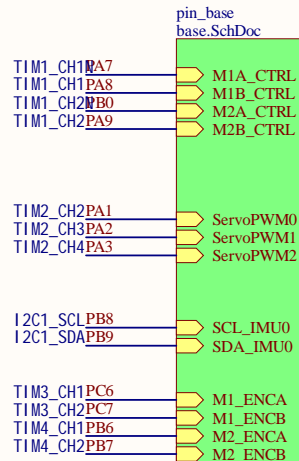 pin_base
base.SchDoc
TIM1_CH1N PA7 M1A_CTRL
TIM1_CH1 PA8 M1B_CTRL
TIM1_CH2N PB0 M2A_CTRL
TIM1_CH2 PA9 M2B_CTRL
TIM2_CH2 PA1 ServoPWM0
TIM2_CH3 PA2 ServoPWM1
TIM2_CH4 PA3 ServoPWM2
I2C1_SCL PB8 SCL_IMU0
I2C1_SDA PB9 SDA_IMU0
TIM3_CH1 PC6 M1_ENCA
TIM3_CH2 PC7 M1_ENCB
TIM4_CH1 PB6 M2_ENCA
TIM4_CH2 PB7 M2_ENCB